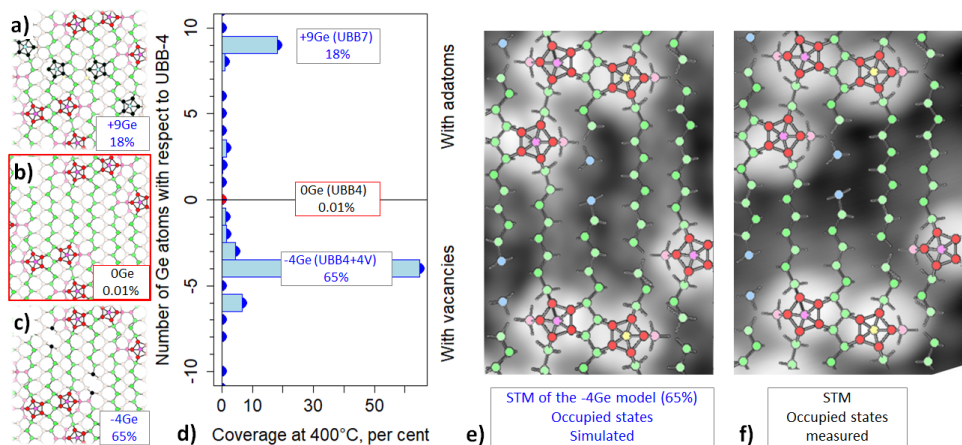 a)
+9Ge
18%
b)
0Ge
0.01%
c)
-4Ge
65%
Number of Ge atoms with respect to UBB-4
10
5
0
-5
-10
+9Ge (UBB7)
18%
0Ge (UBB4)
0.01%
-4Ge (UBB4+4V)
65%
With adatoms
With vacancies
0 10 30 50
d)
Coverage at 400°C, per cent
e)
STM of the -4Ge model (65%)
Occupied states
Simulated
f)
STM
Occupied states
measured